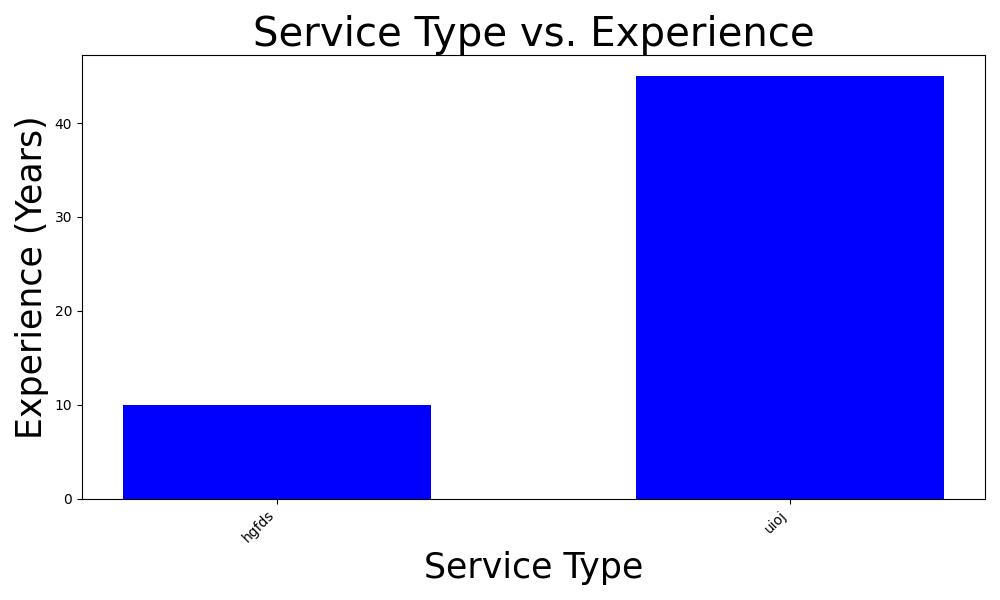 Service Type vs. Experience
Experience (Years)
40
30
20
10
0
hgfds
uioj
Service Type